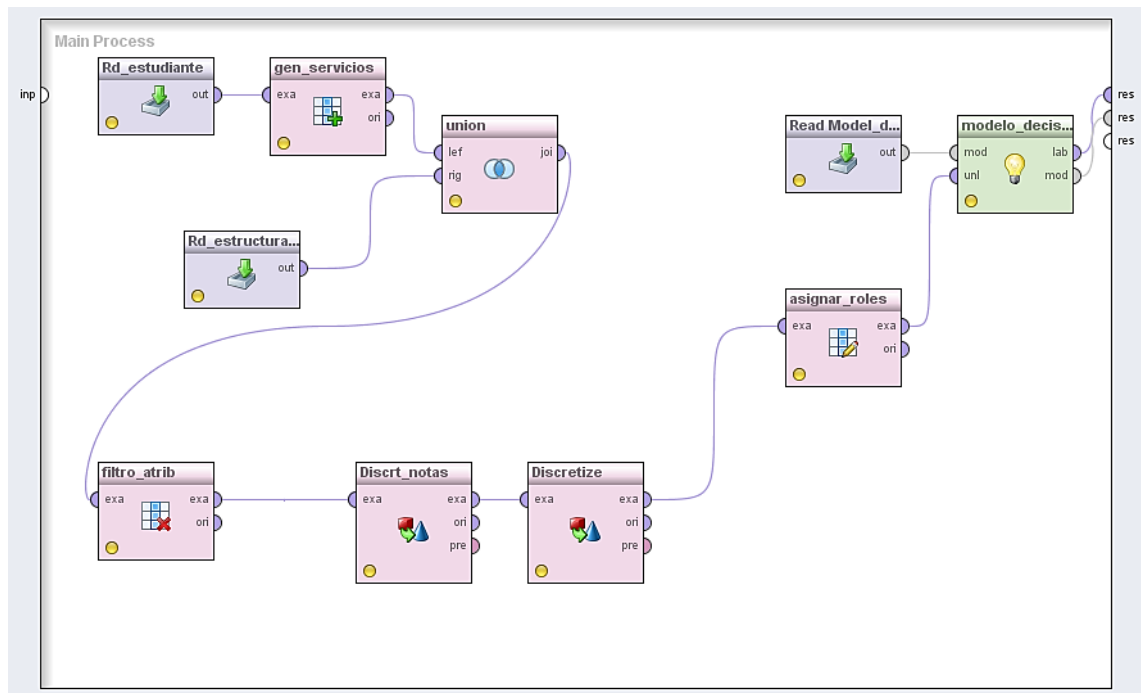 Main Process
Rd_estudiante
out
gen_servicios
exa exa
ori
inp
union
lef joi
rig
Read Model_d...
out
modelo_decis...
mod lab
unl mod
res
res
res
Rd_estructura...
out
asignar_roles
exa exa
ori
filtro_atrib
exa exa
ori
Discrt_notas
exa exa
ori
pre
Discretize
exa exa
ori
pre